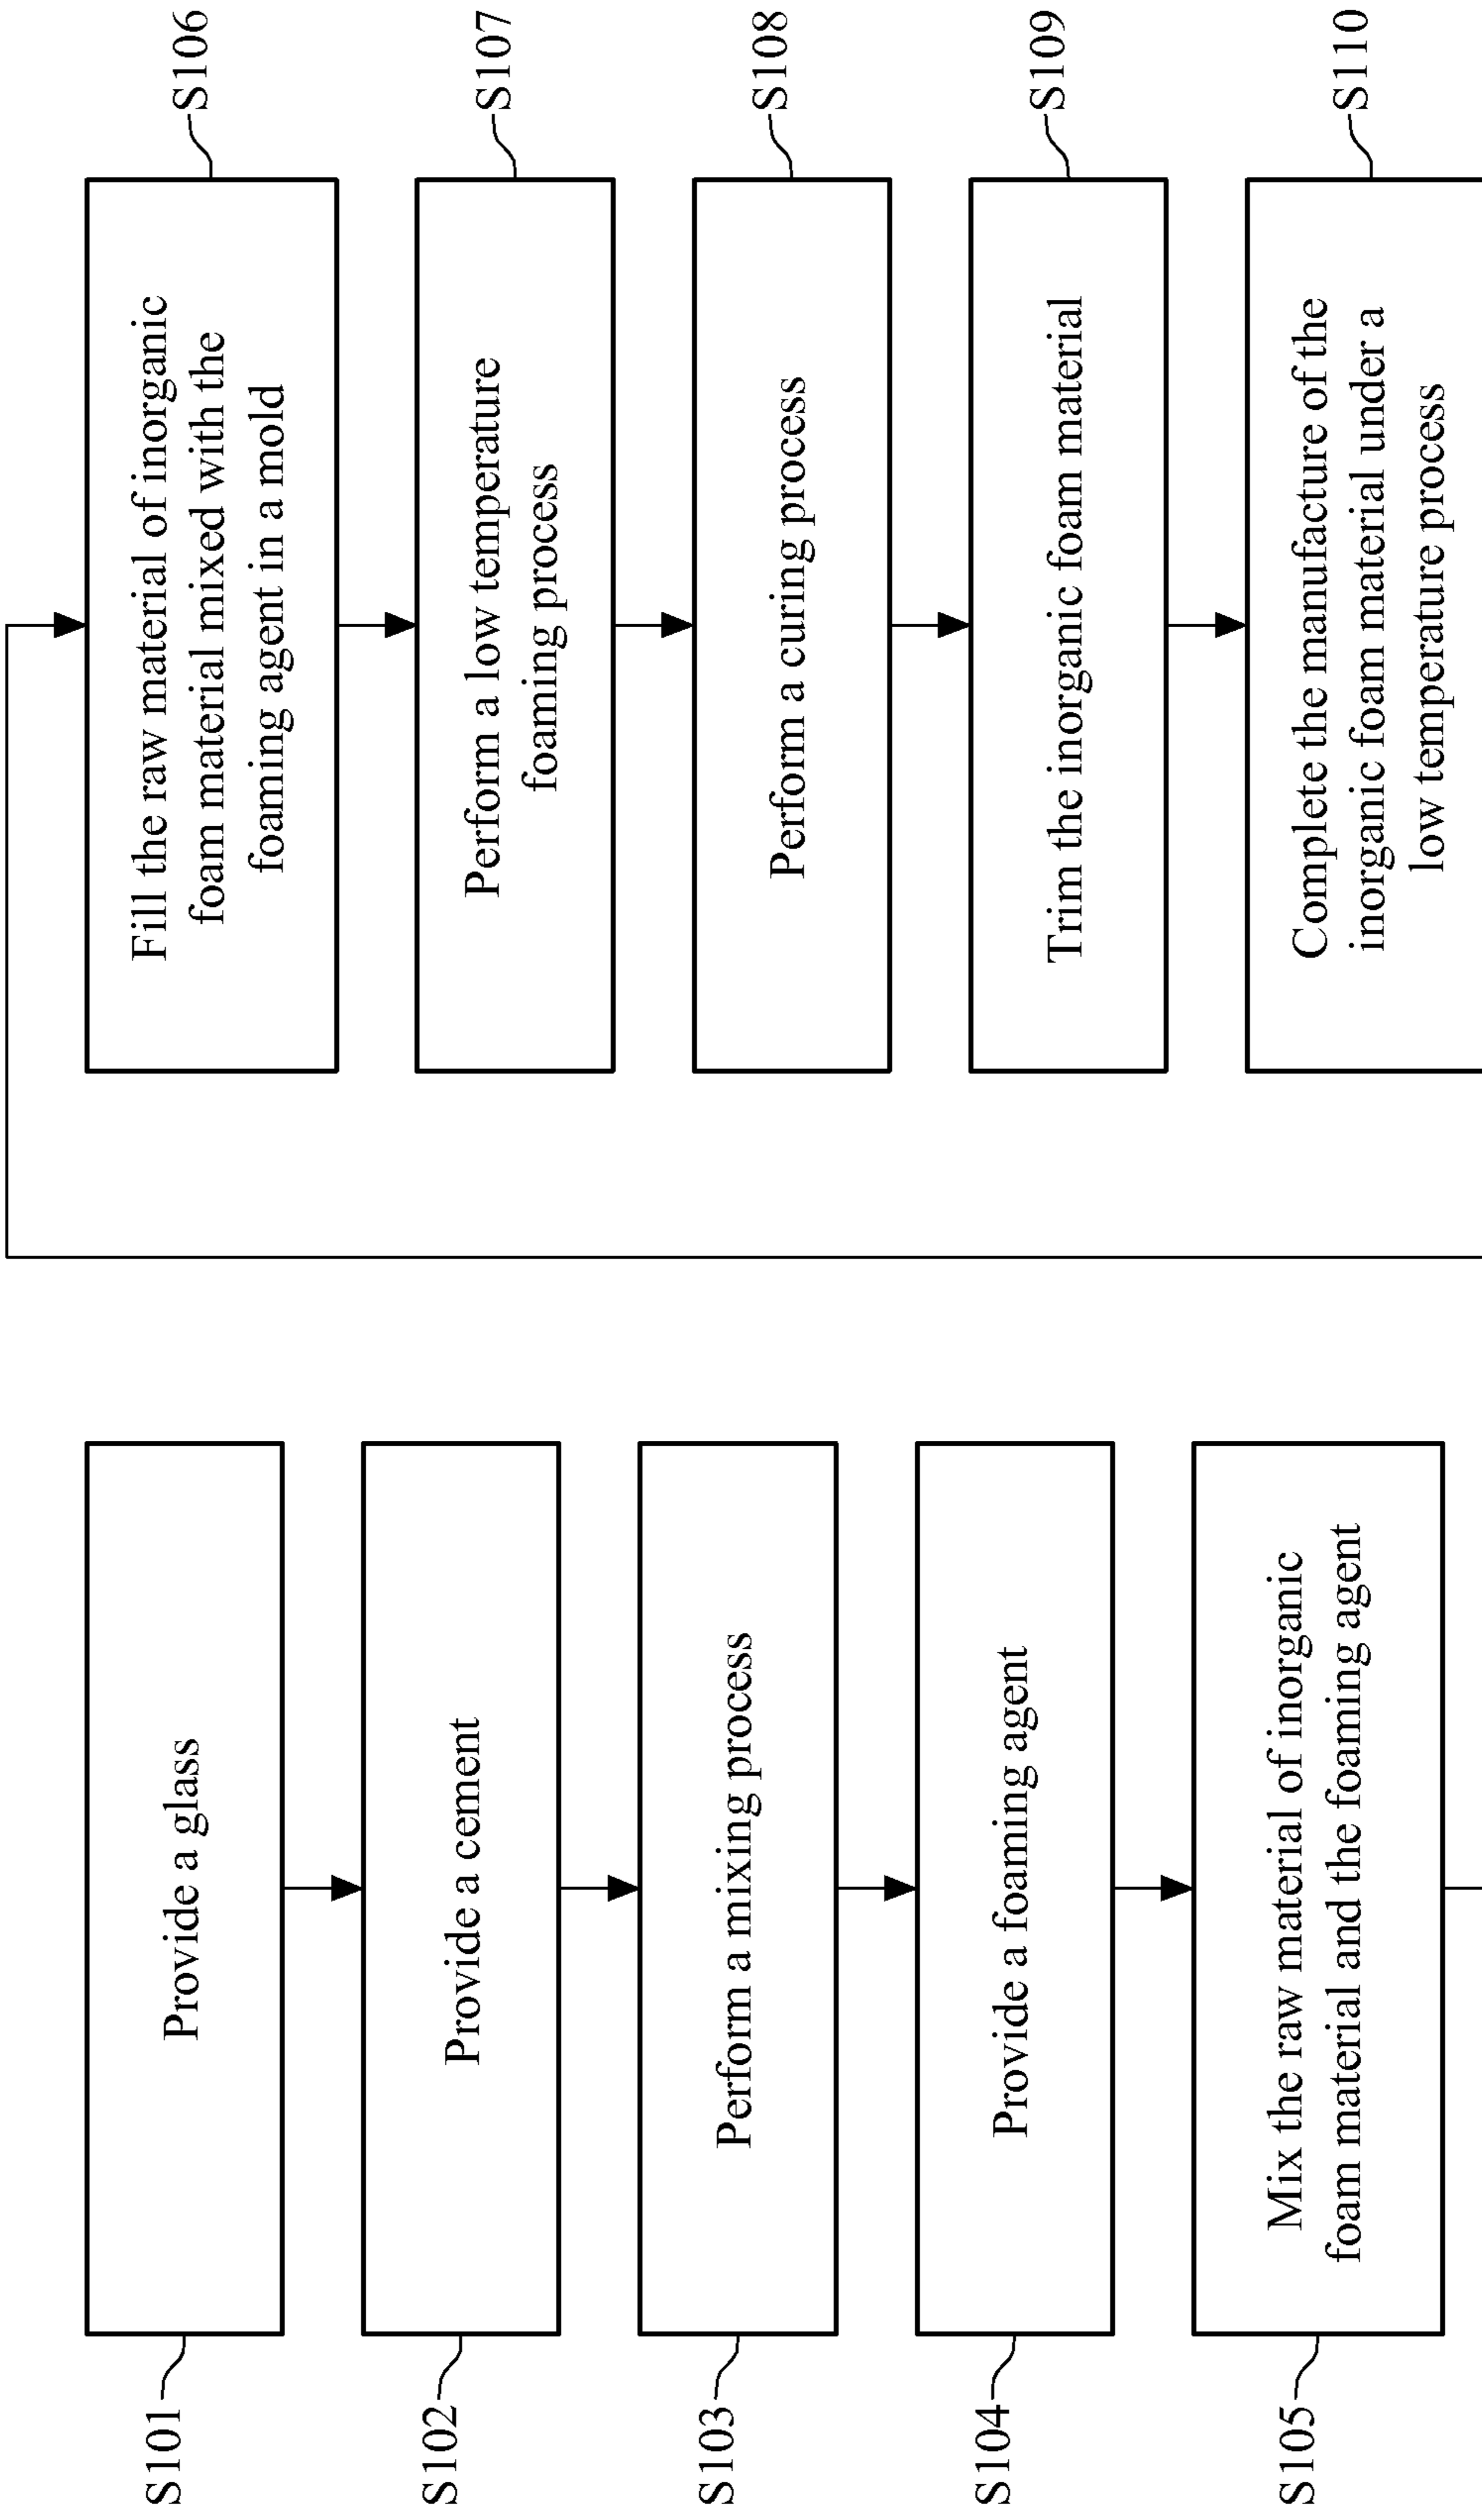 S101
Provide a glass
S102
Provide a cement
S103
Perform a mixing process
S104
Provide a foaming agent
S105
Mix the raw material of inorganic
foam material and the foaming agent
S106
Fill the raw material of inorganic
foam material mixed with the
foaming agent in a mold
S107
Perform a low temperature
foaming process
S108
Perform a curing process
S109
Trim the inorganic foam material
S110
Complete the manufacture of the
inorganic foam material under a
low temperature process